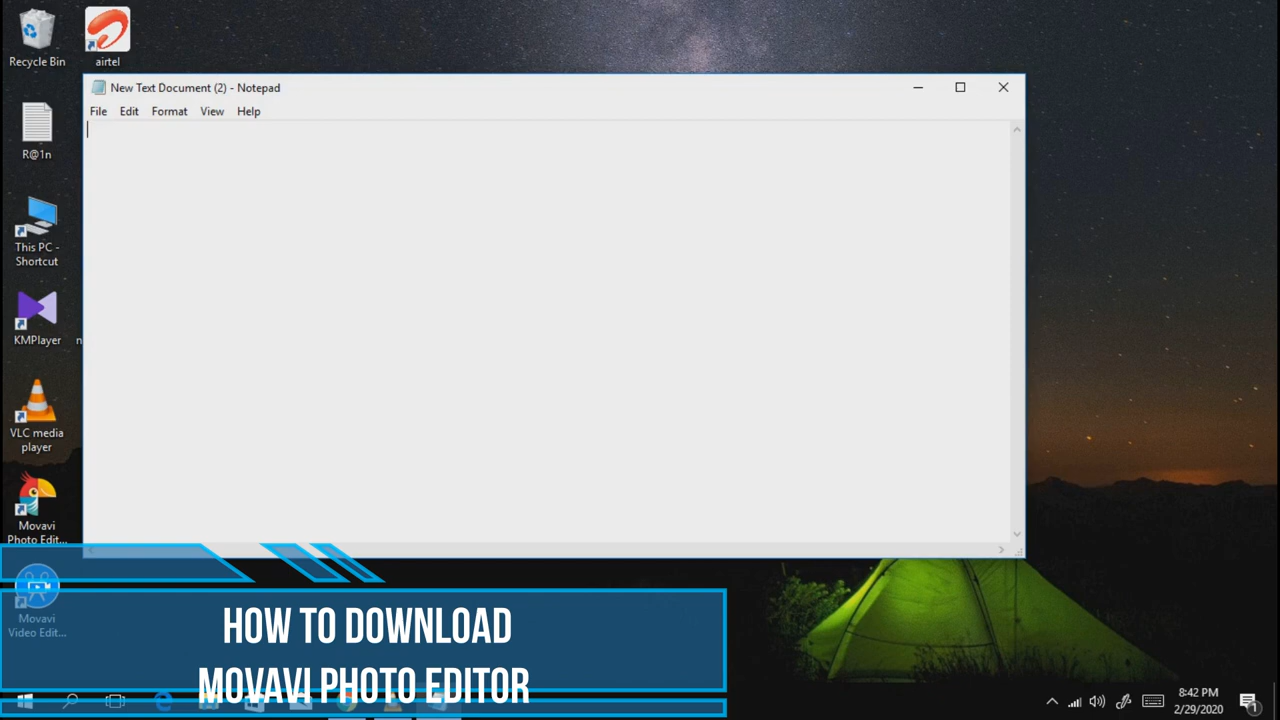 Recycle Bin
airtel
New Text Document (2) - Notepad
File Edit Format View Help
R@1n
This PC -
Shortcut
KMPlayer
n
VLC media
player
Movavi
Photo Edit...
Movavi
Video Edit...
HOW TO DOWNLOAD
MOVAVI PHOTO EDITOR
8:42 PM
2/29/2020
1